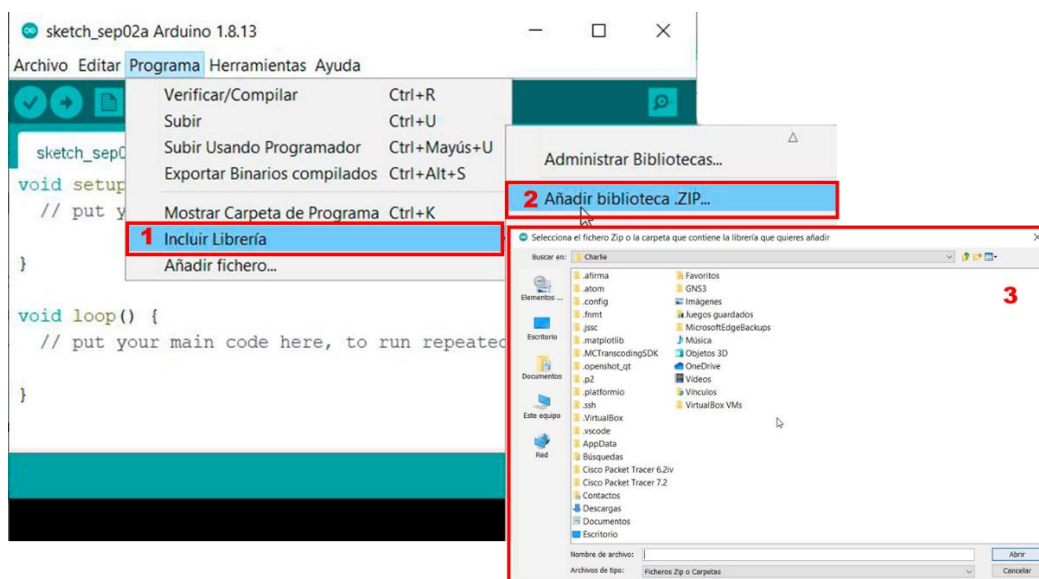 sketch_sep02a Arduino 1.8.13
Archivo Editar Programa Herramientas Ayuda
Verificar/Compilar Ctrl+R
Subir Ctrl+U
Subir Usando Programador Ctrl+Mayús+U
Exportar Binarios compilados Ctrl+Alt+S
Mostrar Carpeta de Programa Ctrl+K
1 Incluir Librería
Añadir fichero...
Administrar Bibliotecas...
2 Añadir biblioteca .ZIP...
sketch_sep0
void setup
// put y
}
void loop() {
// put your main code here, to run repeated
}
Selecciona el fichero Zip o la carpeta que contiene la librería que quieres añadir
Buscar en: Charlie
3
Elementos ...
Escritorio
Documentos
Este equipo
Red
.afirma
.atom
.config
.fnmt
.jssc
.matplotlib
.MCTranscodingSDK
.openshot_qt
.p2
.platformio
.ssh
.VirtualBox
.vscode
AppData
Búsquedas
Cisco Packet Tracer 6.2iv
Cisco Packet Tracer 7.2
Contactos
Descargas
Documentos
Escritorio
Favoritos
GNS3
Imágenes
Juegos guardados
MicrosoftEdgeBackups
Música
Objetos 3D
OneDrive
Vídeos
Vínculos
VirtualBox VMs
Nombre de archivo:
Abrir
Archivos de tipo: Ficheros Zip o Carpetas
Cancelar